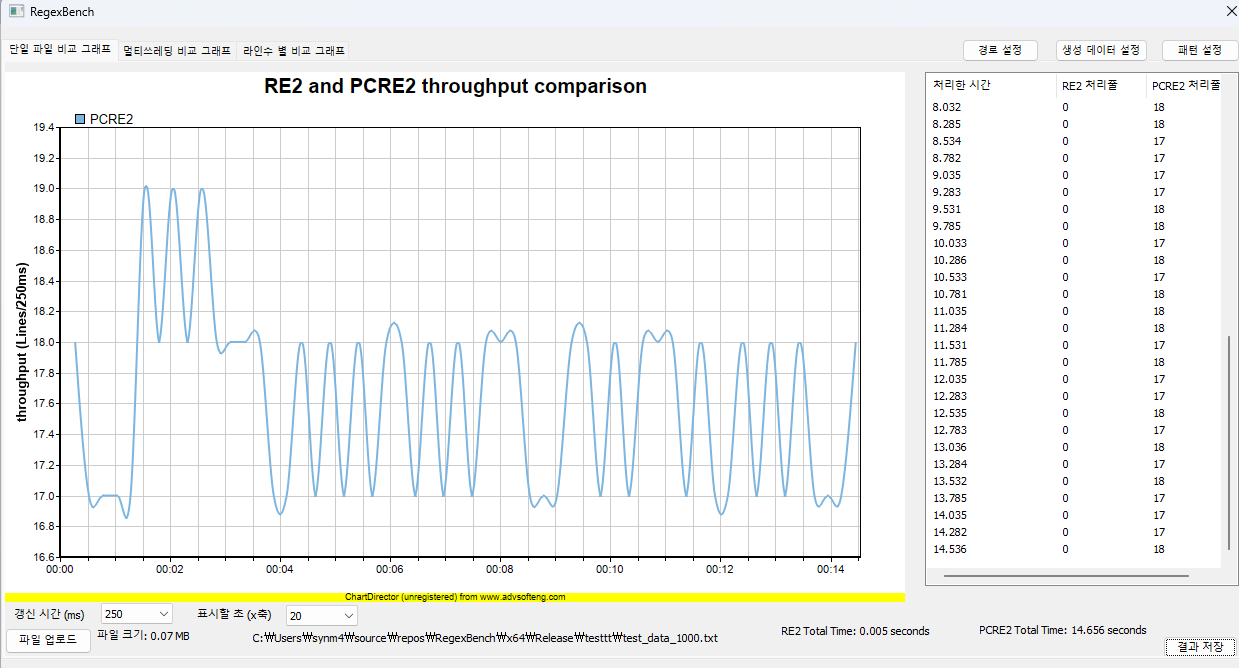 RegexBench
단일 파일 비교 그래프 멀티쓰레딩 비교 그래프 라인수 별 비교 그래프 경로 설정 생성 데이터 설정 패턴 설정
RE2 and PCRE2 throughput comparison
PCRE2
throughput (Lines/250ms)
19.4
19.2
19.0
18.8
18.6
18.4
18.2
18.0
17.8
17.6
17.4
17.2
17.0
16.8
16.6
00:00 00:02 00:04 00:06 00:08 00:10 00:12 00:14
ChartDirector (unregistered) from www.advsofteng.com
처리한 시간 RE2 처리풀 PCRE2 처리풀
8.032 0 18
8.285 0 18
8.534 0 17
8.782 0 17
9.035 0 17
9.283 0 17
9.531 0 18
9.785 0 18
10.033 0 17
10.286 0 18
10.533 0 17
10.781 0 18
11.035 0 18
11.284 0 18
11.531 0 17
11.785 0 18
12.035 0 17
12.283 0 17
12.535 0 18
12.783 0 17
13.036 0 18
13.284 0 17
13.532 0 18
13.785 0 17
14.035 0 17
14.282 0 17
14.536 0 18
갱신 시간 (ms) 250 표시할 초 (x축) 20
파일 업로드 파일 크기: 0.07 MB C:₩Users₩synm4₩source₩repos₩RegexBench₩x64₩Release₩testtt₩test_data_1000.txt RE2 Total Time: 0.005 seconds PCRE2 Total Time: 14.656 seconds
결과 저장